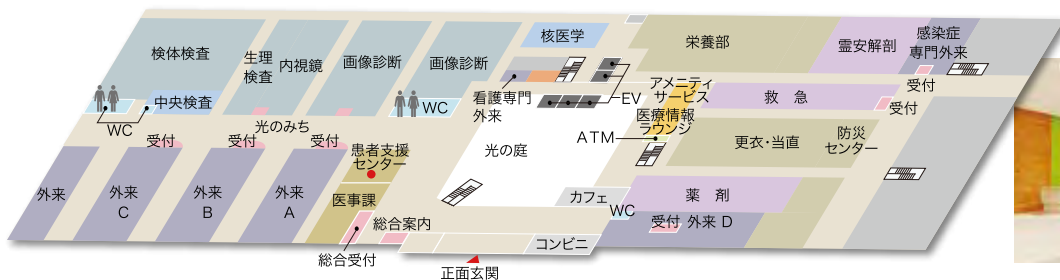 検体検査
生理
検査
内視鏡
画像診断
画像診断
核医学
栄養部
霊安解剖
感染症
専門外来
受付
中央検査
WC
WC
看護専門
外来
EV
アメニティ
サービス
医療情報
ラウンジ
ATM
救急
受付
光のみち
受付
受付
受付
患者支援
センター
光の庭
更衣・当直
防災
センター
外来
外来
C
外来
B
外来
A
医事課
総合案内
総合受付
カフェ
WC
薬剤
受付
外来 D
コンビニ
正面玄関